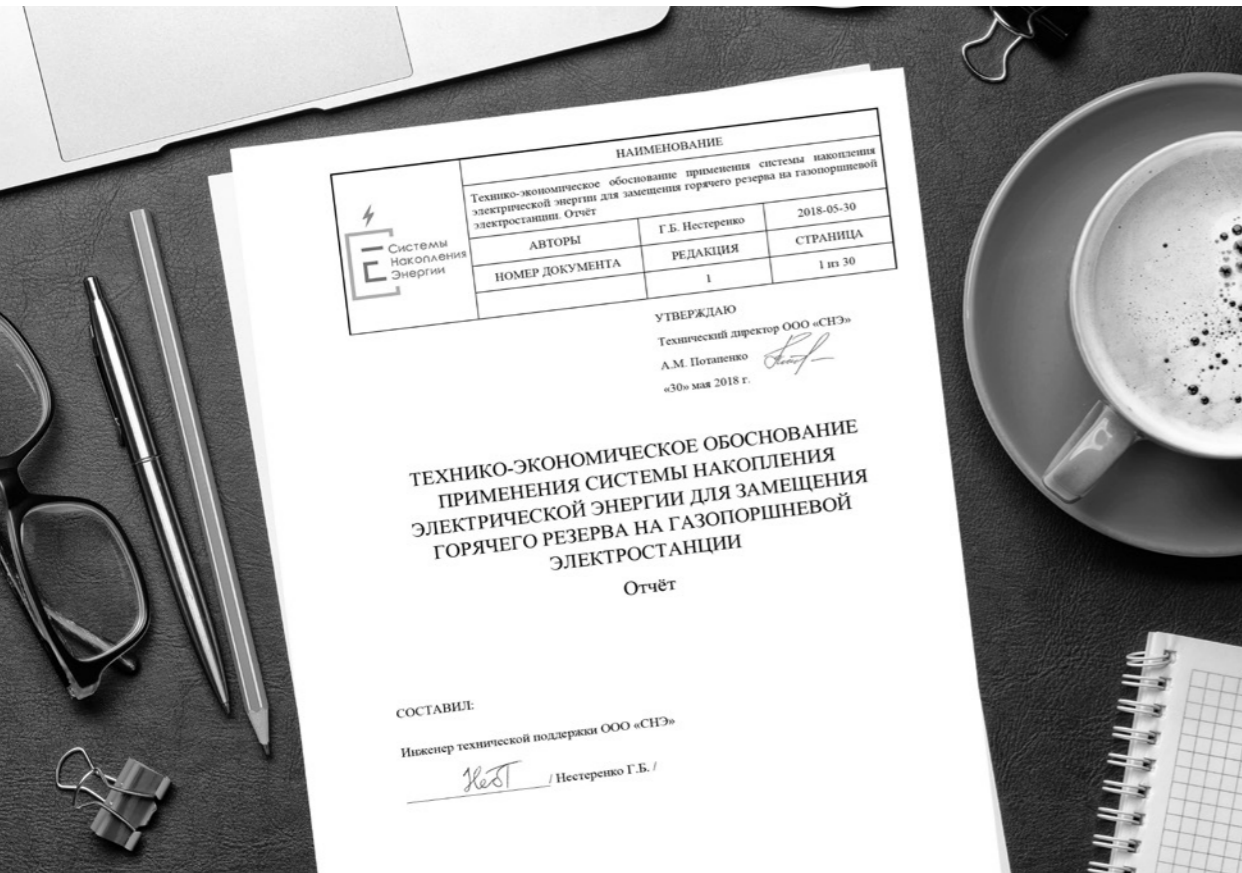 Системы
Накопления
Энергии
НАИМЕНОВАНИЕ
Технико-экономическое обоснование применения системы накопления
электрической энергии для замещения горячего резерва на газопоршневой
электростанции. Отчёт
АВТОРЫ Г.Б. Нестеренко 2018-05-30
НОМЕР ДОКУМЕНТА РЕДАКЦИЯ СТРАНИЦА
1 1 из 30
УТВЕРЖДАЮ
Технический директор ООО «СНЭ»
А.М. Потапенко
«30» мая 2018 г.
ТЕХНИКО-ЭКОНОМИЧЕСКОЕ ОБОСНОВАНИЕ
ПРИМЕНЕНИЯ СИСТЕМЫ НАКОПЛЕНИЯ
ЭЛЕКТРИЧЕСКОЙ ЭНЕРГИИ ДЛЯ ЗАМЕЩЕНИЯ
ГОРЯЧЕГО РЕЗЕРВА НА ГАЗОПОРШНЕВОЙ
ЭЛЕКТРОСТАНЦИИ
Отчёт
СОСТАВИЛ:
Инженер технической поддержки ООО «СНЭ»
/ Нестеренко Г.Б. /